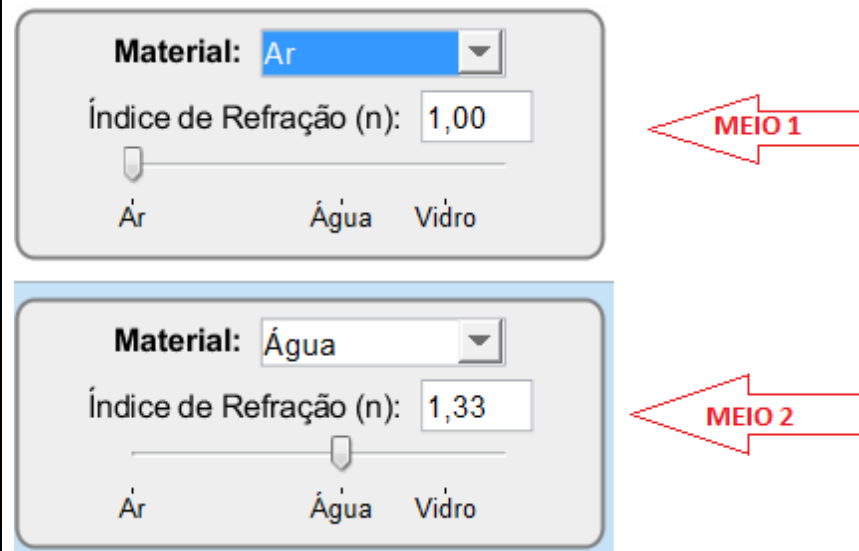 Material: Ar
Índice de Refração (n): 1,00
MEIO 1
Ar Água Vidro
Material: Água
Índice de Refração (n): 1,33
MEIO 2
Ar Água Vidro